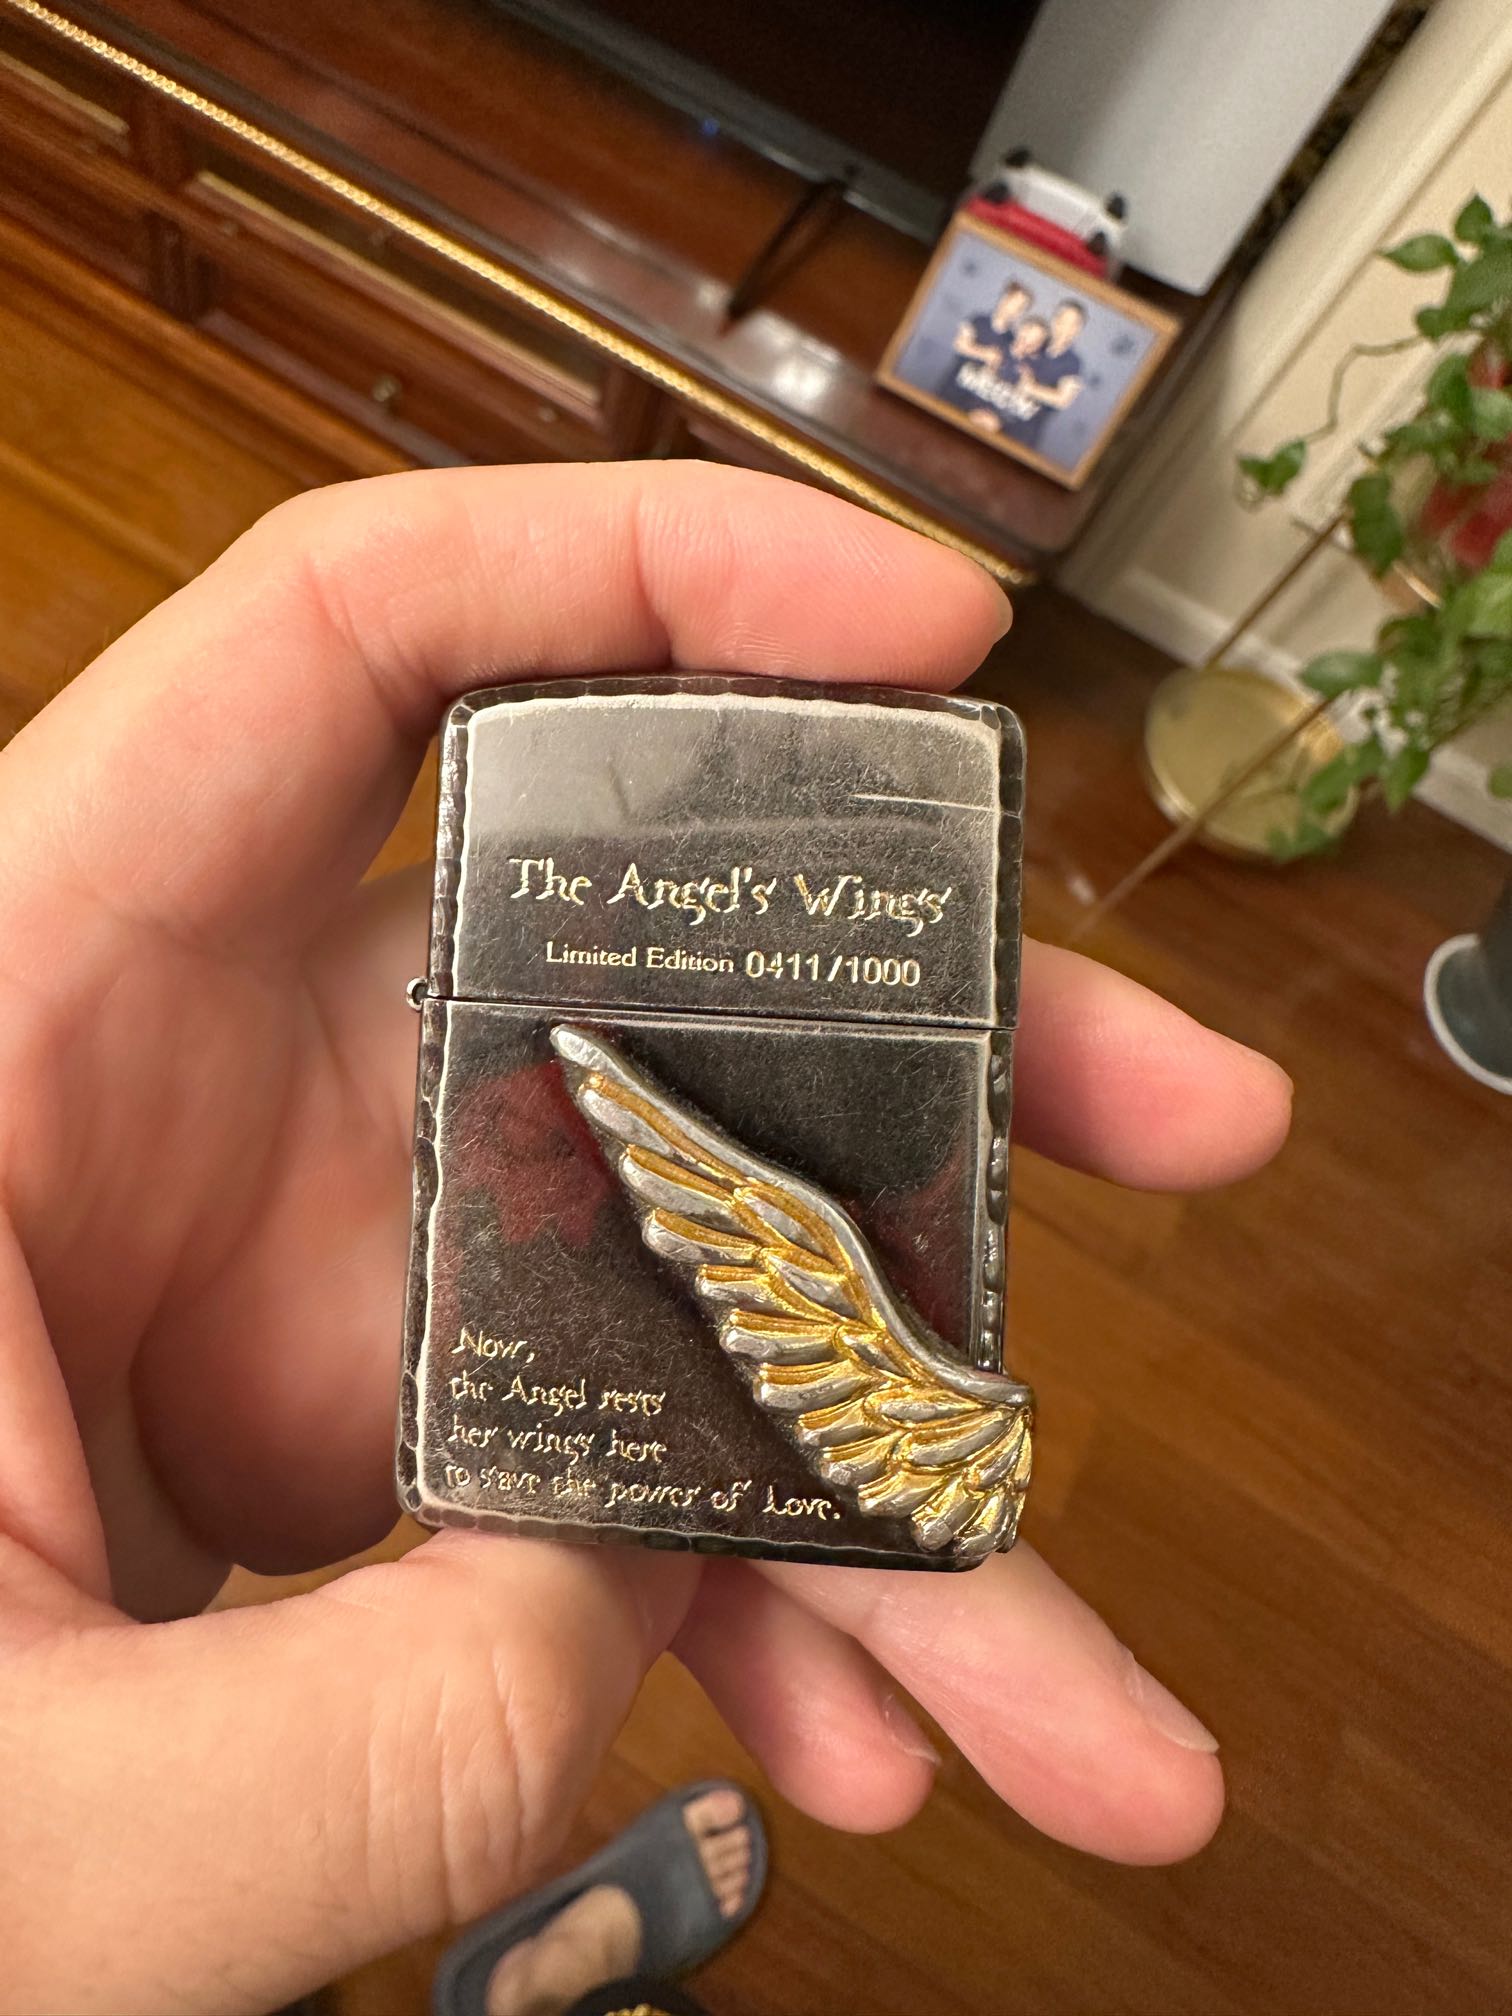 The Angel's Wings
Limited Edition 0411/1000
Now,
the Angel rests
her wings here
to save the power of Love.